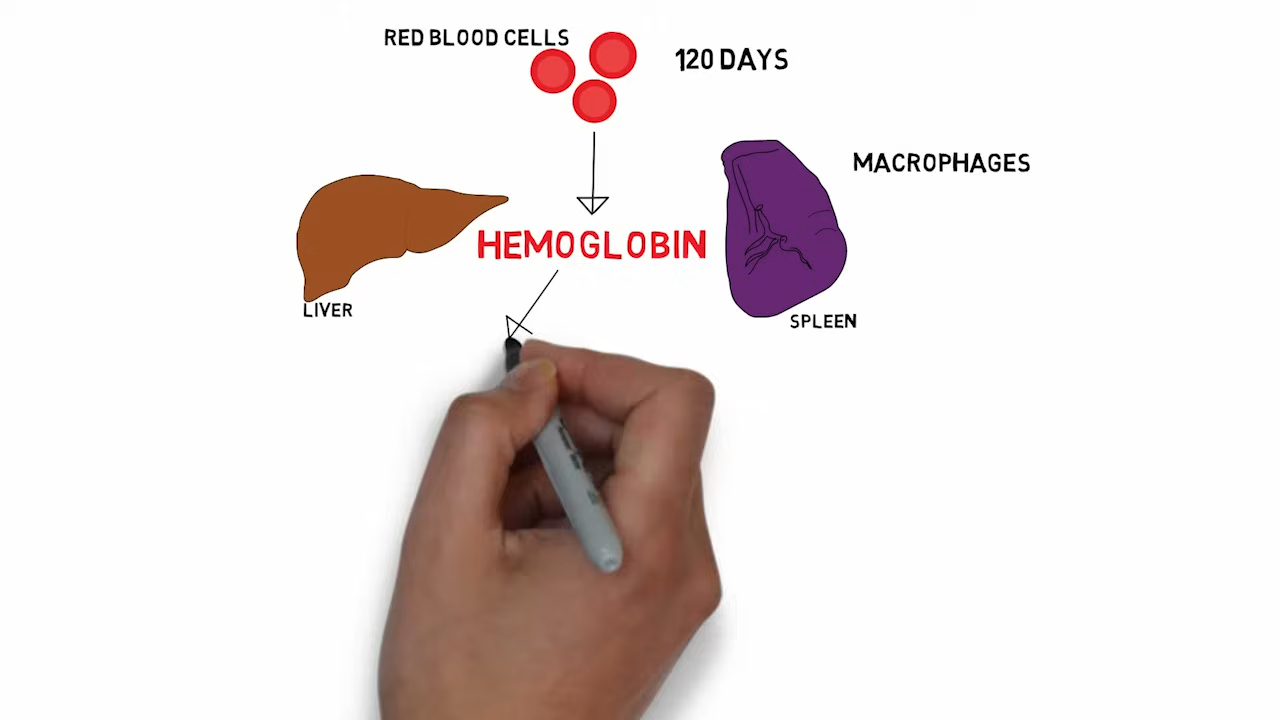 RED BLOOD CELLS
120 DAYS
MACROPHAGES
HEMOGLOBIN
LIVER
SPLEEN